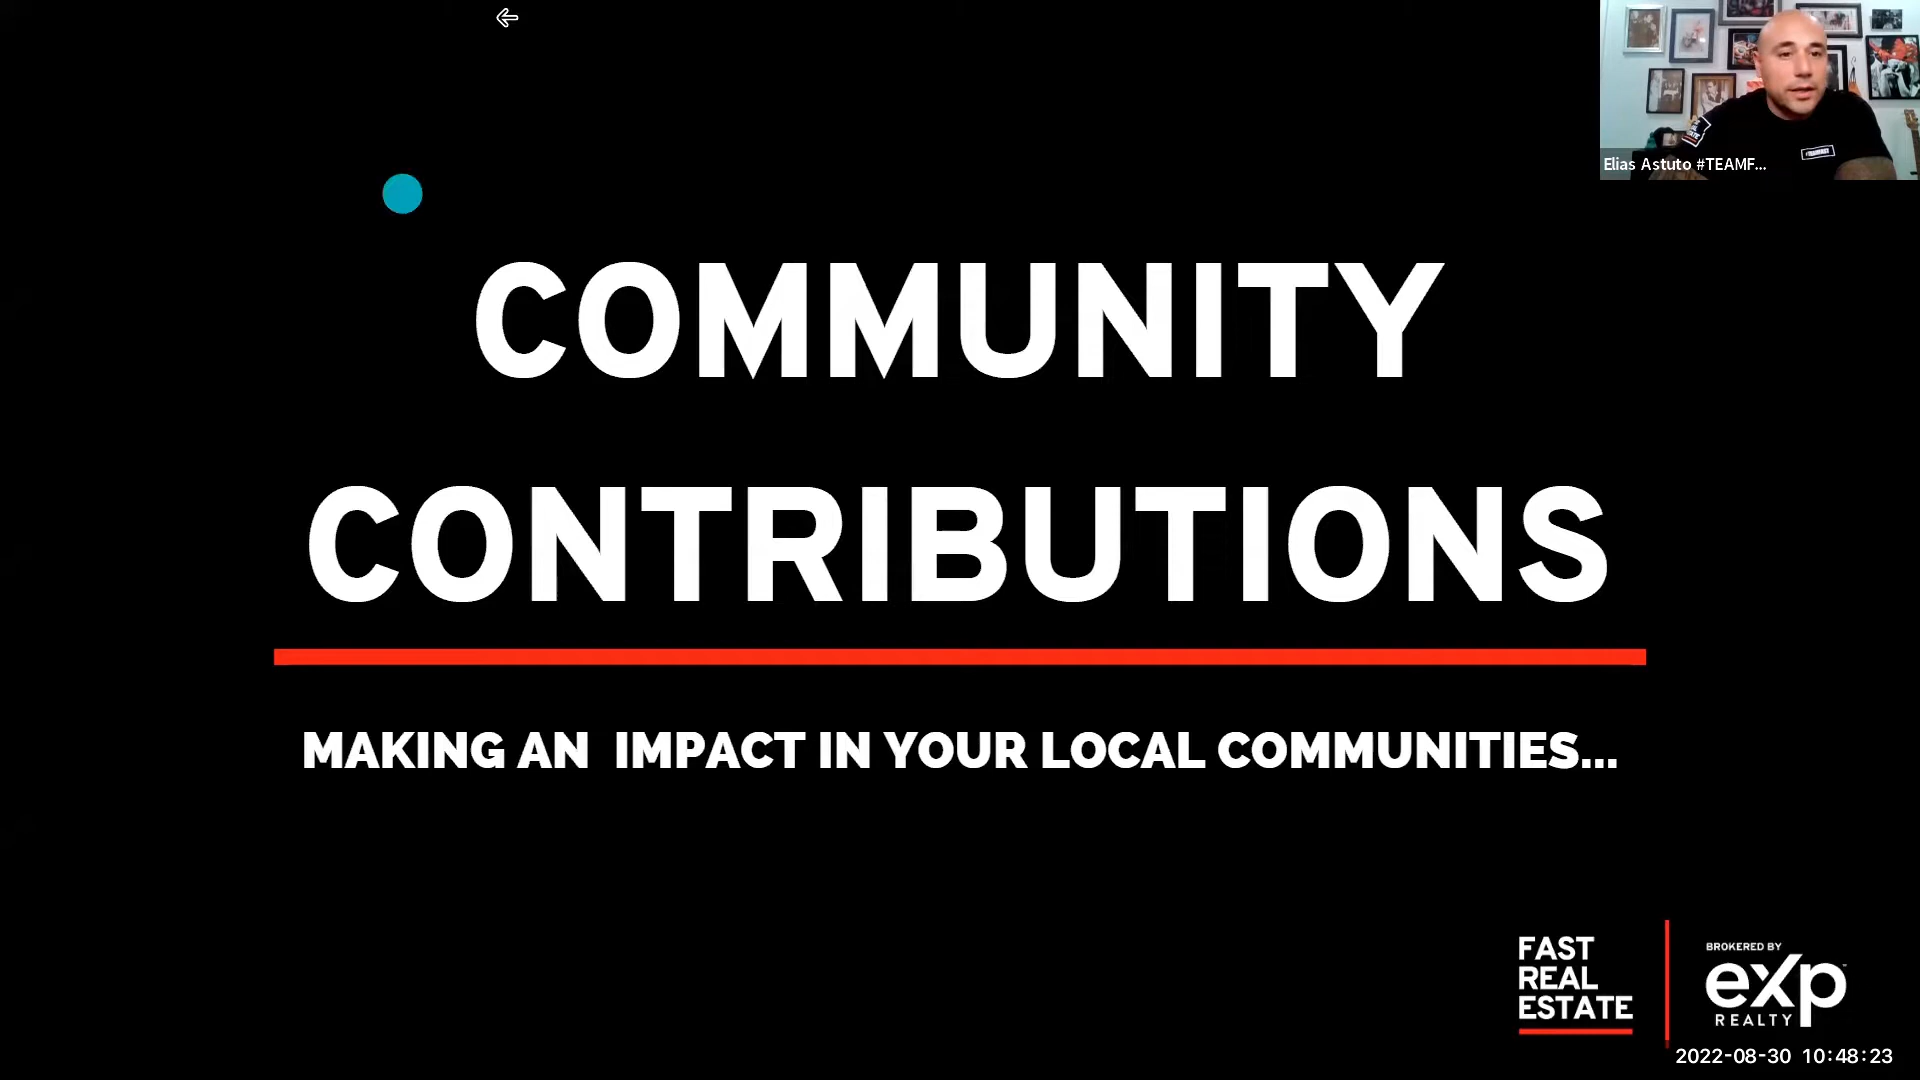 Elias Astuto #TEAMF...
COMMUNITY
CONTRIBUTIONS
MAKING AN  IMPACT IN YOUR LOCAL COMMUNITIES...
FAST
REAL
ESTATE
BROKERED BY
eXp
REALTY
2022-08-30 10:48:23